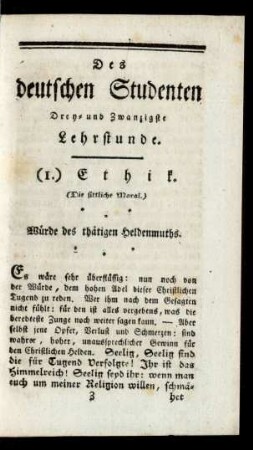 Des
deutschen Studenten
Drey- und Zwanzigste
Lehrstunde.
(1.) Ethik.
(Die sittliche Moral.)
* * *
Würde des thätigen Heldenmuths.
* * *
Es wäre sehr überflüssig: nun noch von
der Würde, dem hohen Adel dieser Christlichen
Tugend zu reden. Wer ihn nach dem Gesagten
nicht fühlt: für den ist alles vergebens, was die
beredteste Zunge noch weiter sagen kann. — Aber
selbst jene Opfer, Verlust und Schmerzen: sind
wahrer, hoher, unaussprechlicher Gewinn für
den Christlichen Helden. Seelig, Seelig sind
die für Tugend Verfolgte! Ihr ist das
Himmelreich! Seelig seyd ihr: wenn man
euch um meiner Religion willen, schmä-
Z het